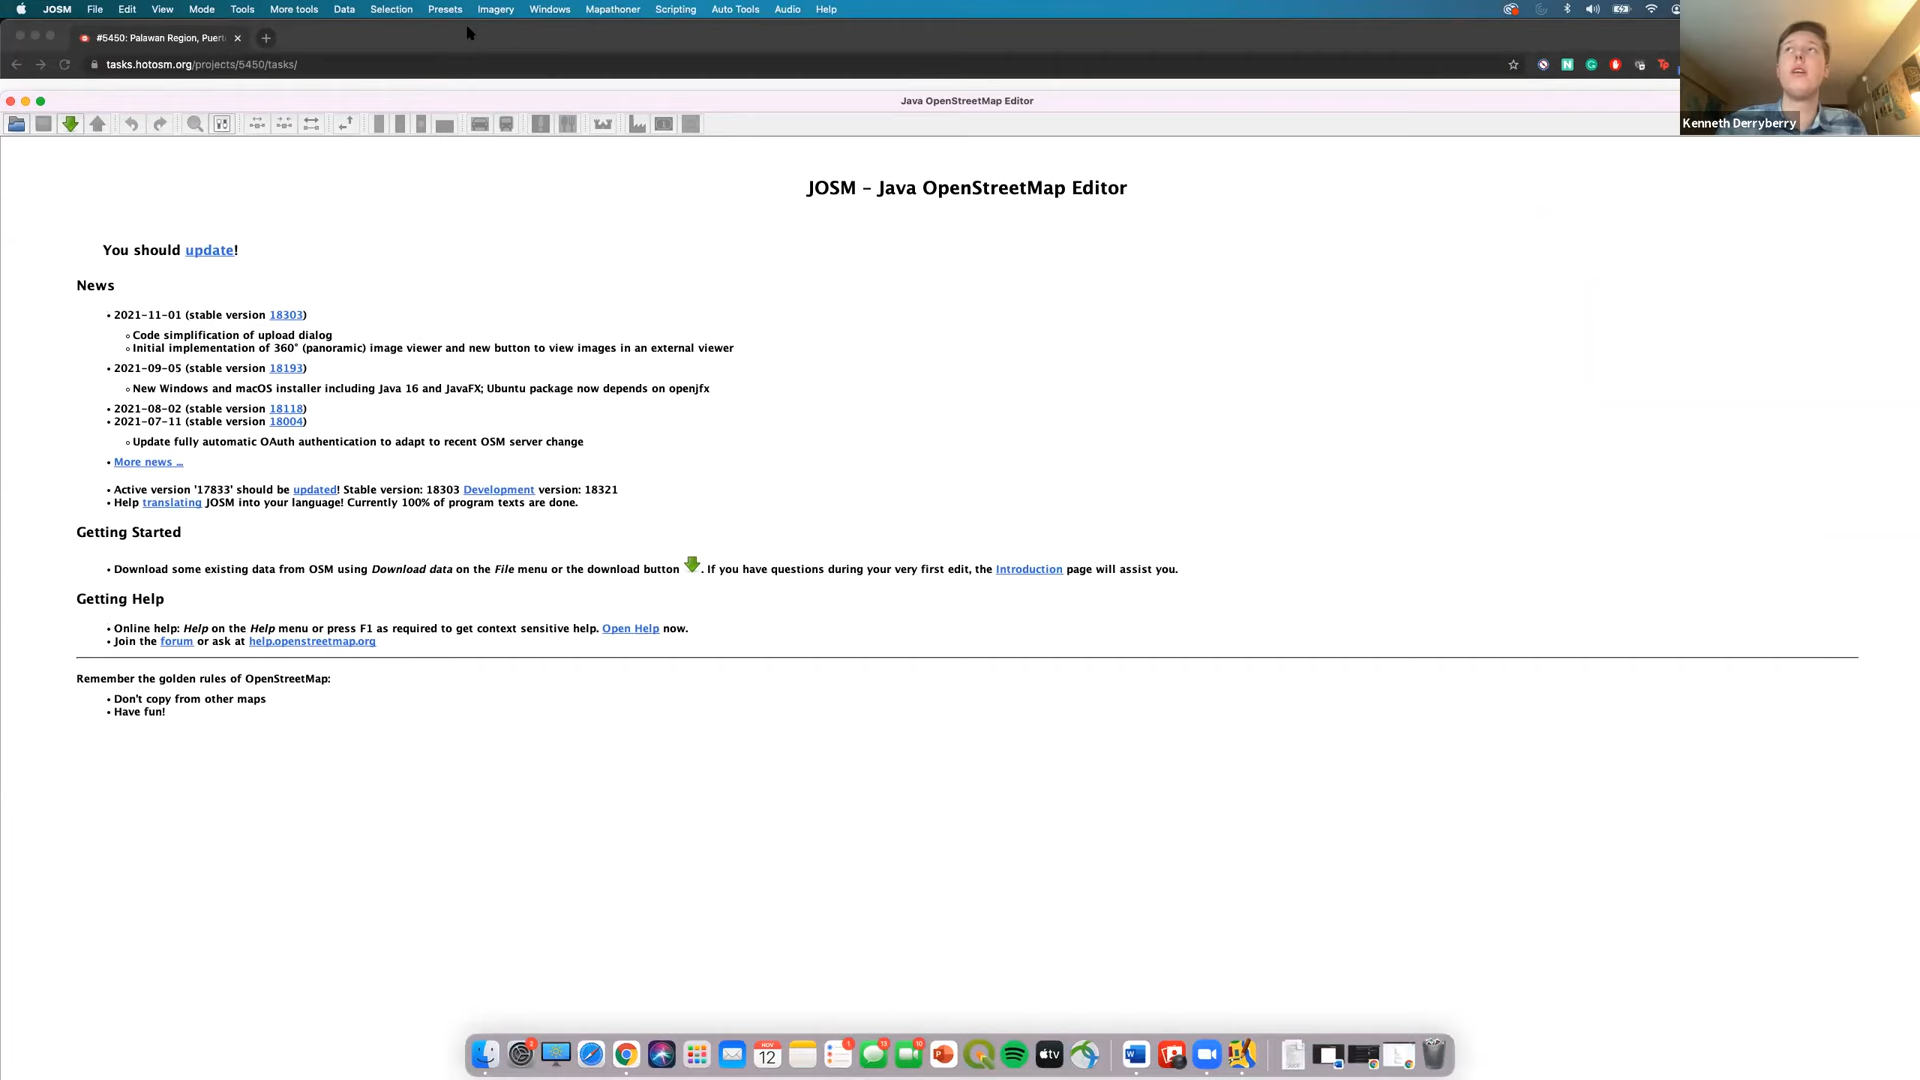 JOSM File Edit View Mode Tools More tools Data Selection Presets Imagery Windows Mapathoner Scripting Auto Tools Audio Help
#5450: Palawan Region, Puert
tasks.hotosm.org/projects/5450/tasks/
Java OpenStreetMap Editor
Kenneth Derryberry
JOSM – Java OpenStreetMap Editor
You should update!
News
• 2021-11-01 (stable version 18303)
◦ Code simplification of upload dialog
◦ Initial implementation of 360° (panoramic) image viewer and new button to view images in an external viewer
• 2021-09-05 (stable version 18193)
◦ New Windows and macOS installer including Java 16 and JavaFX; Ubuntu package now depends on openjfx
• 2021-08-02 (stable version 18118)
• 2021-07-11 (stable version 18004)
◦ Update fully automatic OAuth authentication to adapt to recent OSM server change
• More news ...
• Active version '17833' should be updated! Stable version: 18303 Development version: 18321
• Help translating JOSM into your language! Currently 100% of program texts are done.
Getting Started
• Download some existing data from OSM using Download data on the File menu or the download button . If you have questions during your very first edit, the Introduction page will assist you.
Getting Help
• Online help: Help on the Help menu or press F1 as required to get context sensitive help. Open Help now.
• Join the forum or ask at help.openstreetmap.org
Remember the golden rules of OpenStreetMap:
• Don't copy from other maps
• Have fun!
NOV
12
tv